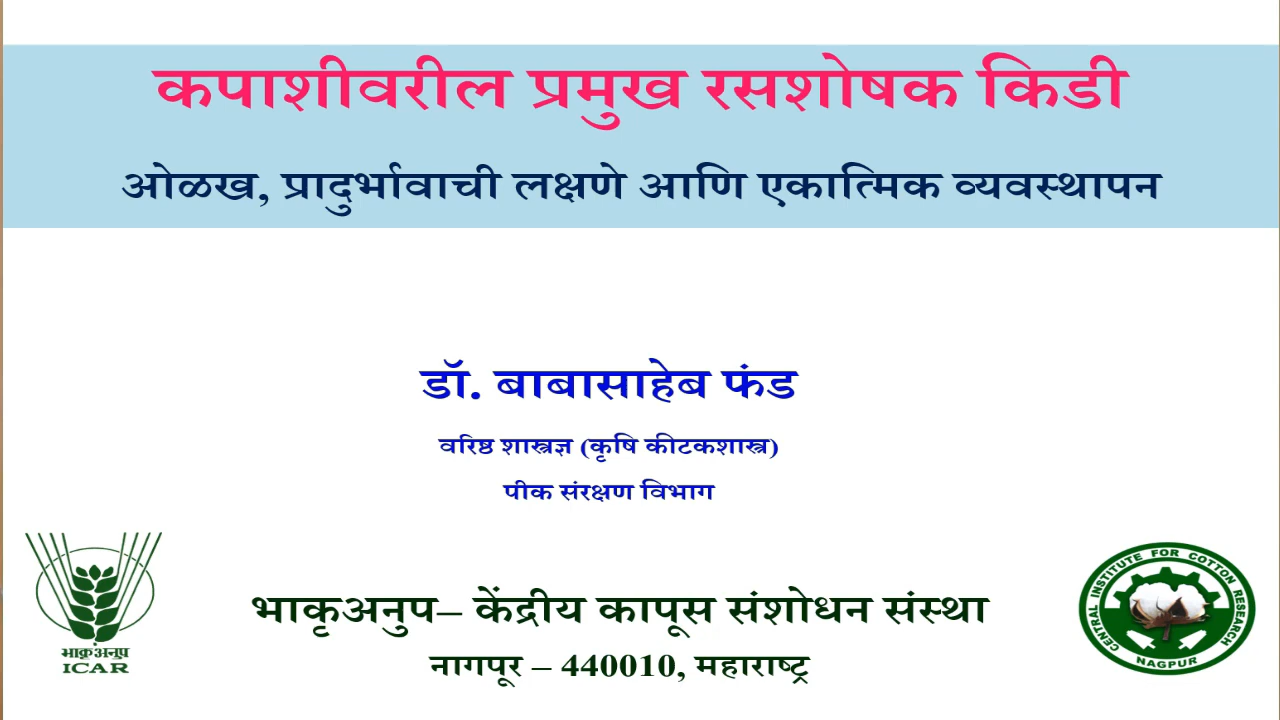 कपाशीवरील प्रमुख रसशोषक किडी
ओळख, प्रादुर्भावाची लक्षणे आणि एकात्मिक व्यवस्थापन
डॉ. बाबासाहेब फंड
वरिष्ठ शास्त्रज्ञ (कृषि कीटकशास्त्र)
पीक संरक्षण विभाग
भाकृअनुप– केंद्रीय कापूस संशोधन संस्था
नागपूर – 440010, महाराष्ट्र
भाकृअनुप
ICAR
CENTRAL INSTITUTE FOR COTTON RESEARCH
NAGPUR